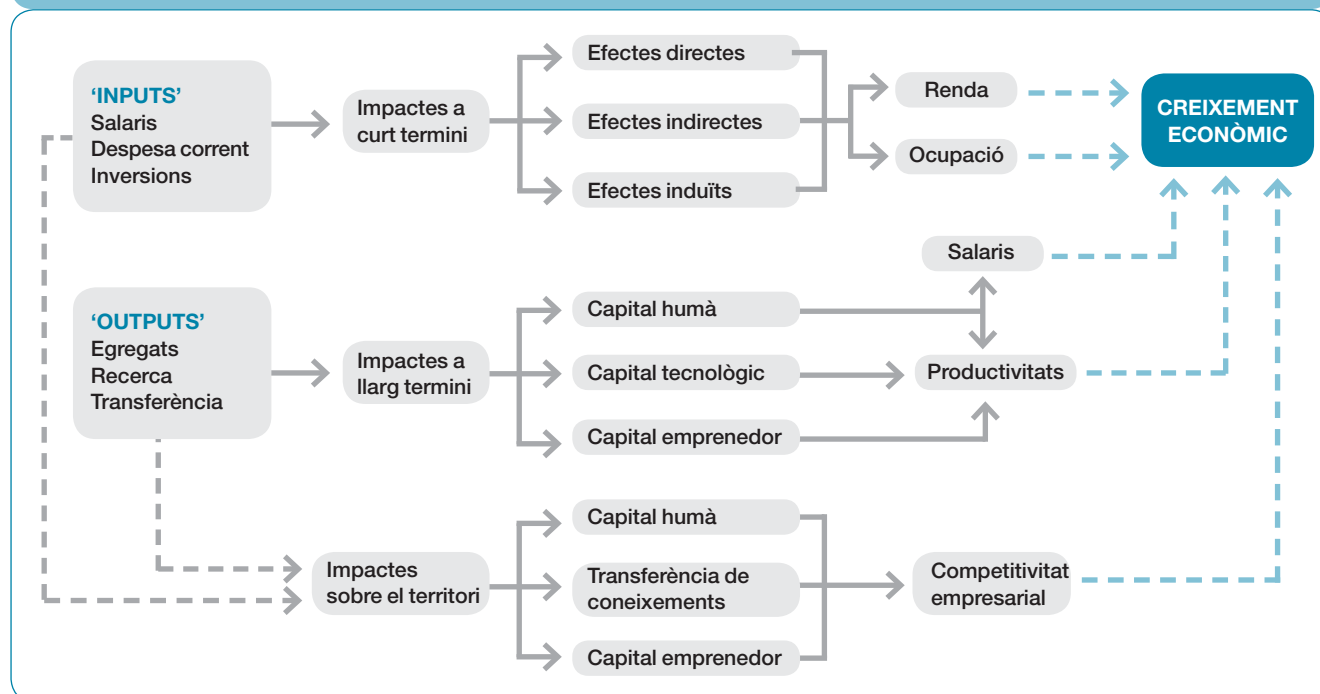 ‘INPUTS’
Salaris
Despesa corrent
Inversions
Impactes a
curt termini
Efectes directes
Efectes indirectes
Efectes induïts
Renda
Ocupació
CREIXEMENT
ECONÒMIC
‘OUTPUTS’
Egregats
Recerca
Transferència
Impactes a
llarg termini
Capital humà
Capital tecnològic
Capital emprenedor
Salaris
Productivitats
Impactes
sobre el territori
Capital humà
Transferència de
coneixements
Capital emprenedor
Competitivitat
empresarial